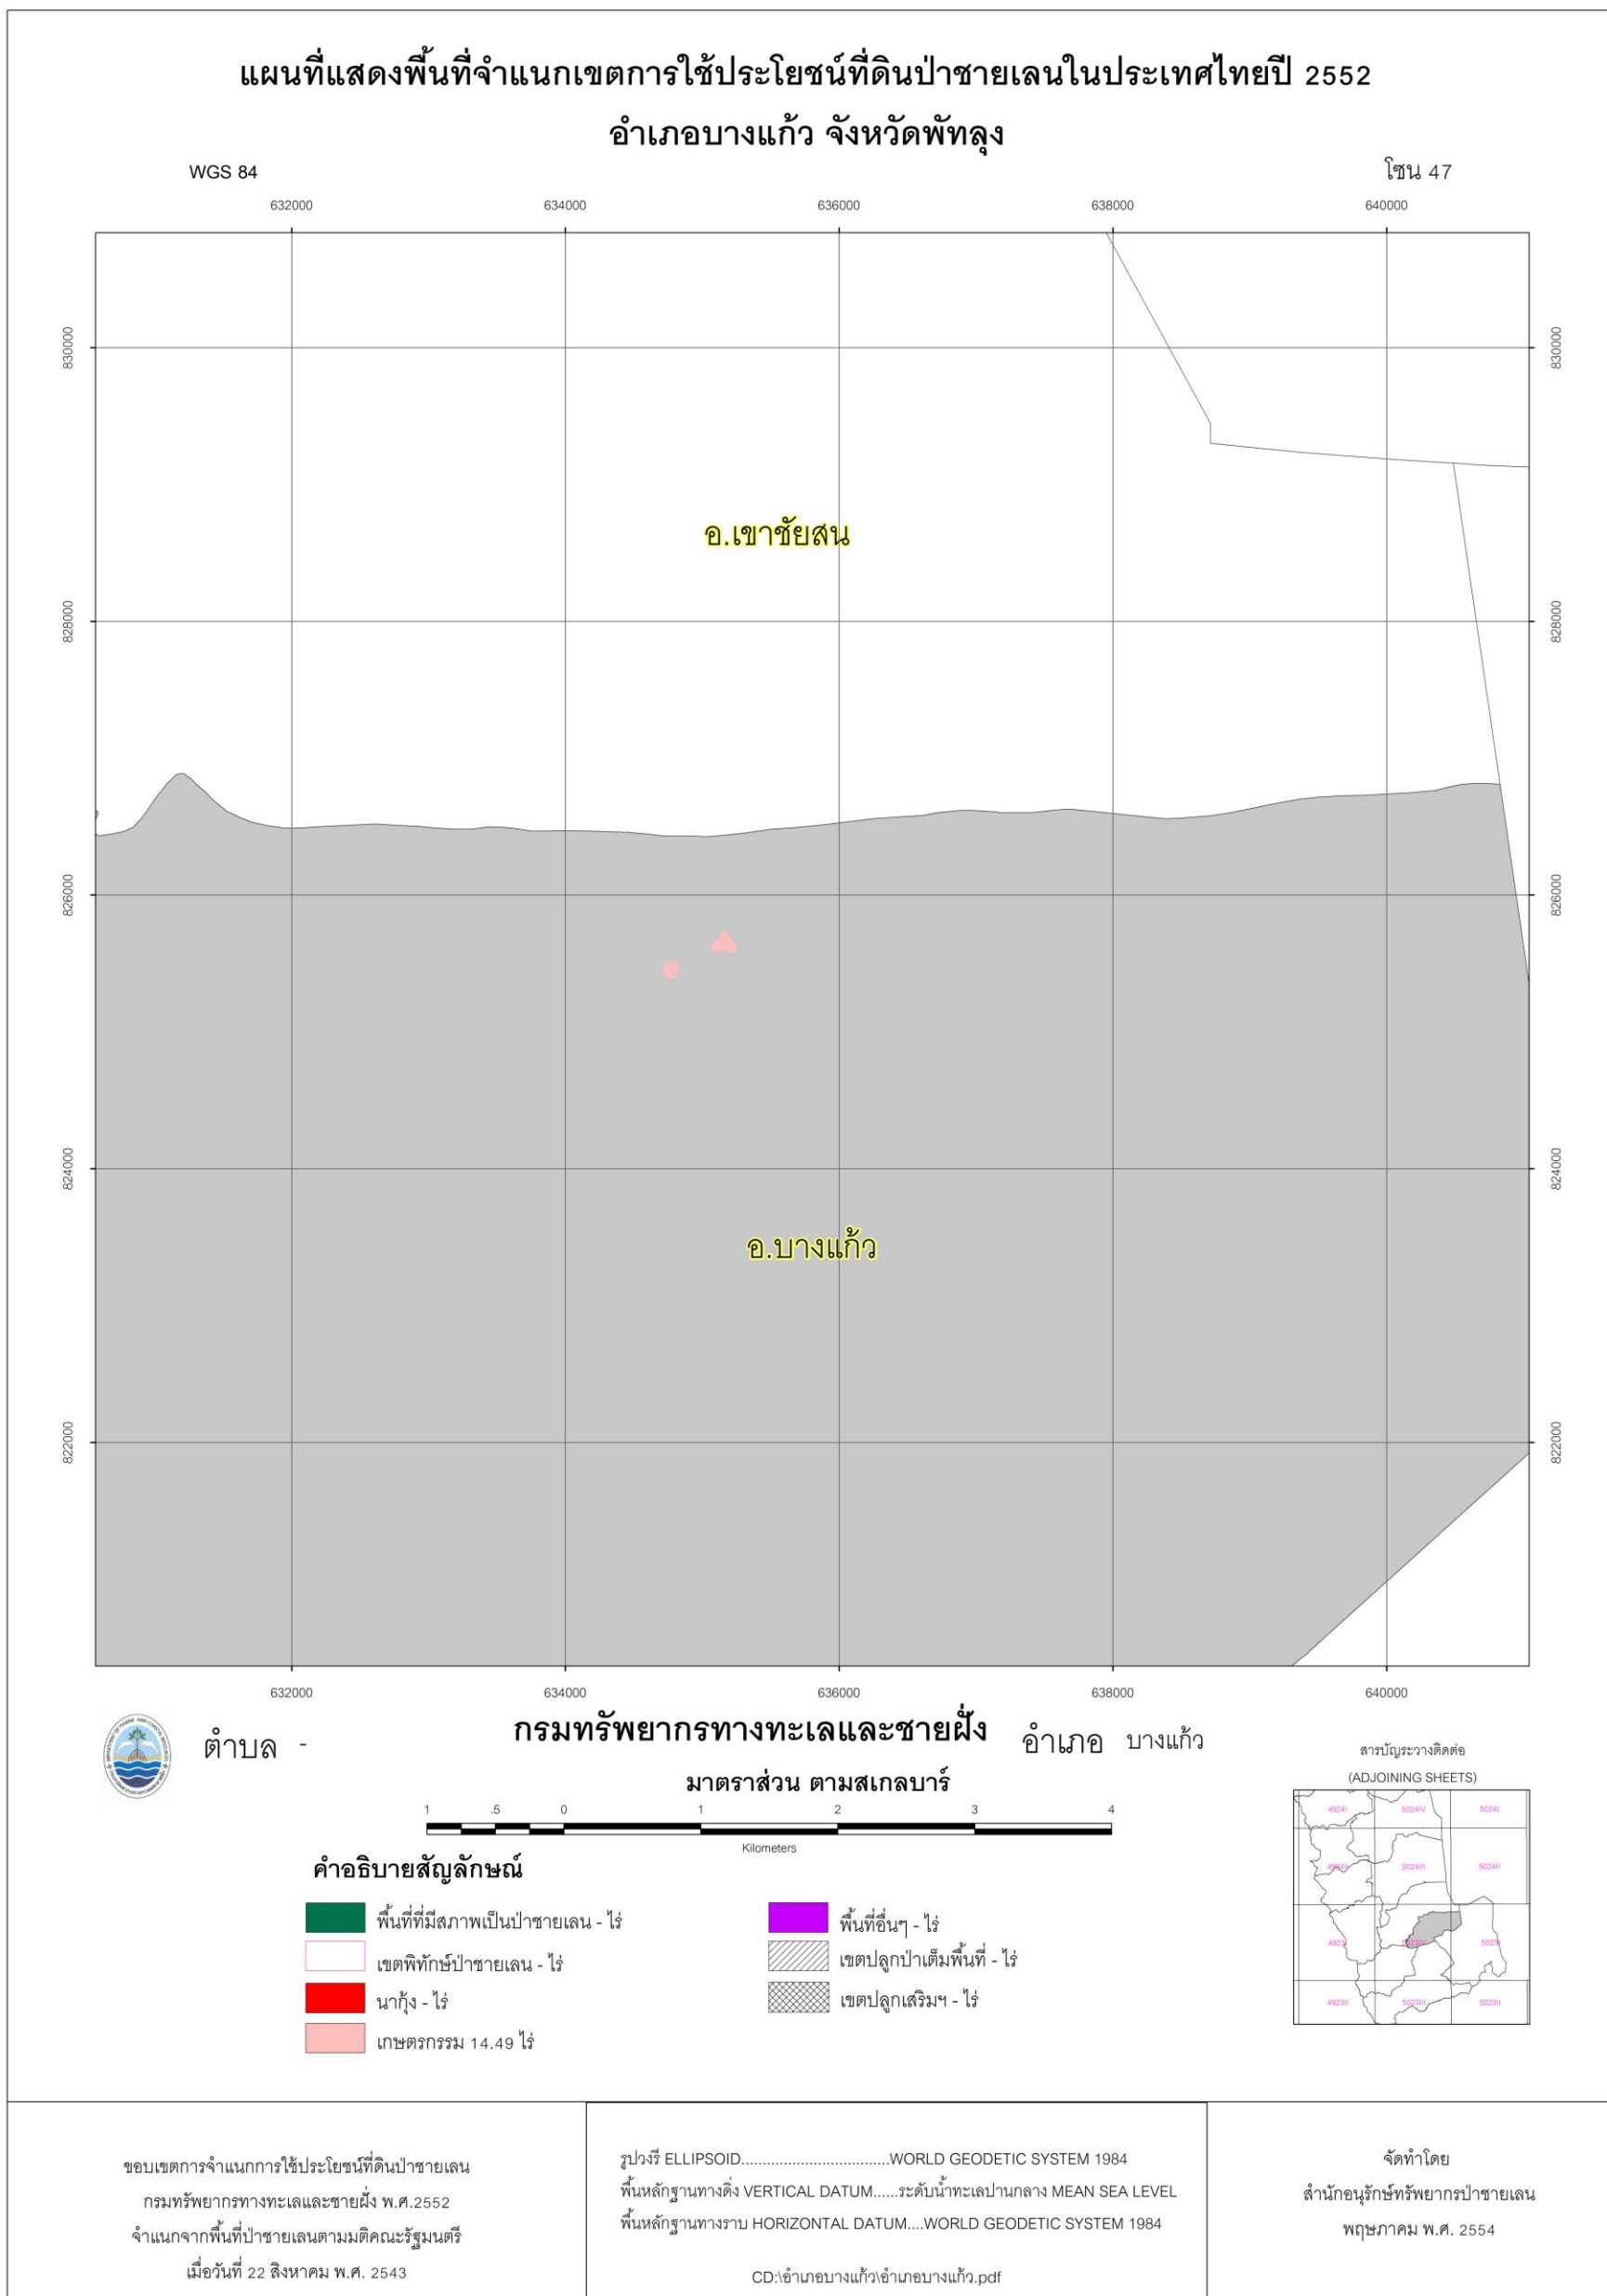 แผนที่แสดงพื้นที่จำแนกเขตการใช้ประโยชน์ที่ดินป่าชายเลนในประเทศไทยปี 2552
อำเภอบางแก้ว จังหวัดพัทลุง
WGS 84
โซน 47
632000 634000 636000 638000 640000
830000 830000
อ.เขาชัยสน
828000 828000
826000 826000
824000 824000
อ.บางแก้ว
822000 822000
632000 634000 636000 638000 640000
ตำบล -
กรมทรัพยากรทางทะเลและชายฝั่ง
อำเภอ บางแก้ว
มาตราส่วน ตามสเกลบาร์
1 .5 0 1 2 3 4
Kilometers
คำอธิบายสัญลักษณ์
พื้นที่ที่มีสภาพเป็นป่าชายเลน - ไร่
เขตพิทักษ์ป่าชายเลน - ไร่
นากุ้ง - ไร่
เกษตรกรรม 14.49 ไร่
พื้นที่อื่นๆ - ไร่
เขตปลูกป่าเต็มพื้นที่ - ไร่
เขตปลูกเสริมฯ - ไร่
สารบัญระวางติดต่อ
(ADJOINING SHEETS)
4924I 5024IV 5024I
4924II 5024III 5024II
4923I 5023IV 5023I
4923II 5023III 5023II
ขอบเขตการจำแนกการใช้ประโยชน์ที่ดินป่าชายเลน
กรมทรัพยากรทางทะเลและชายฝั่ง พ.ศ.2552
จำแนกจากพื้นที่ป่าชายเลนตามมติคณะรัฐมนตรี
เมื่อวันที่ 22 สิงหาคม พ.ศ. 2543
รูปวงรี ELLIPSOID...................................WORLD GEODETIC SYSTEM 1984
พื้นหลักฐานทางดิ่ง VERTICAL DATUM......ระดับน้ำทะเลปานกลาง MEAN SEA LEVEL
พื้นหลักฐานทางราบ HORIZONTAL DATUM....WORLD GEODETIC SYSTEM 1984
CD:\อำเภอบางแก้ว\อำเภอบางแก้ว.pdf
จัดทำโดย
สำนักอนุรักษ์ทรัพยากรป่าชายเลน
พฤษภาคม พ.ศ. 2554